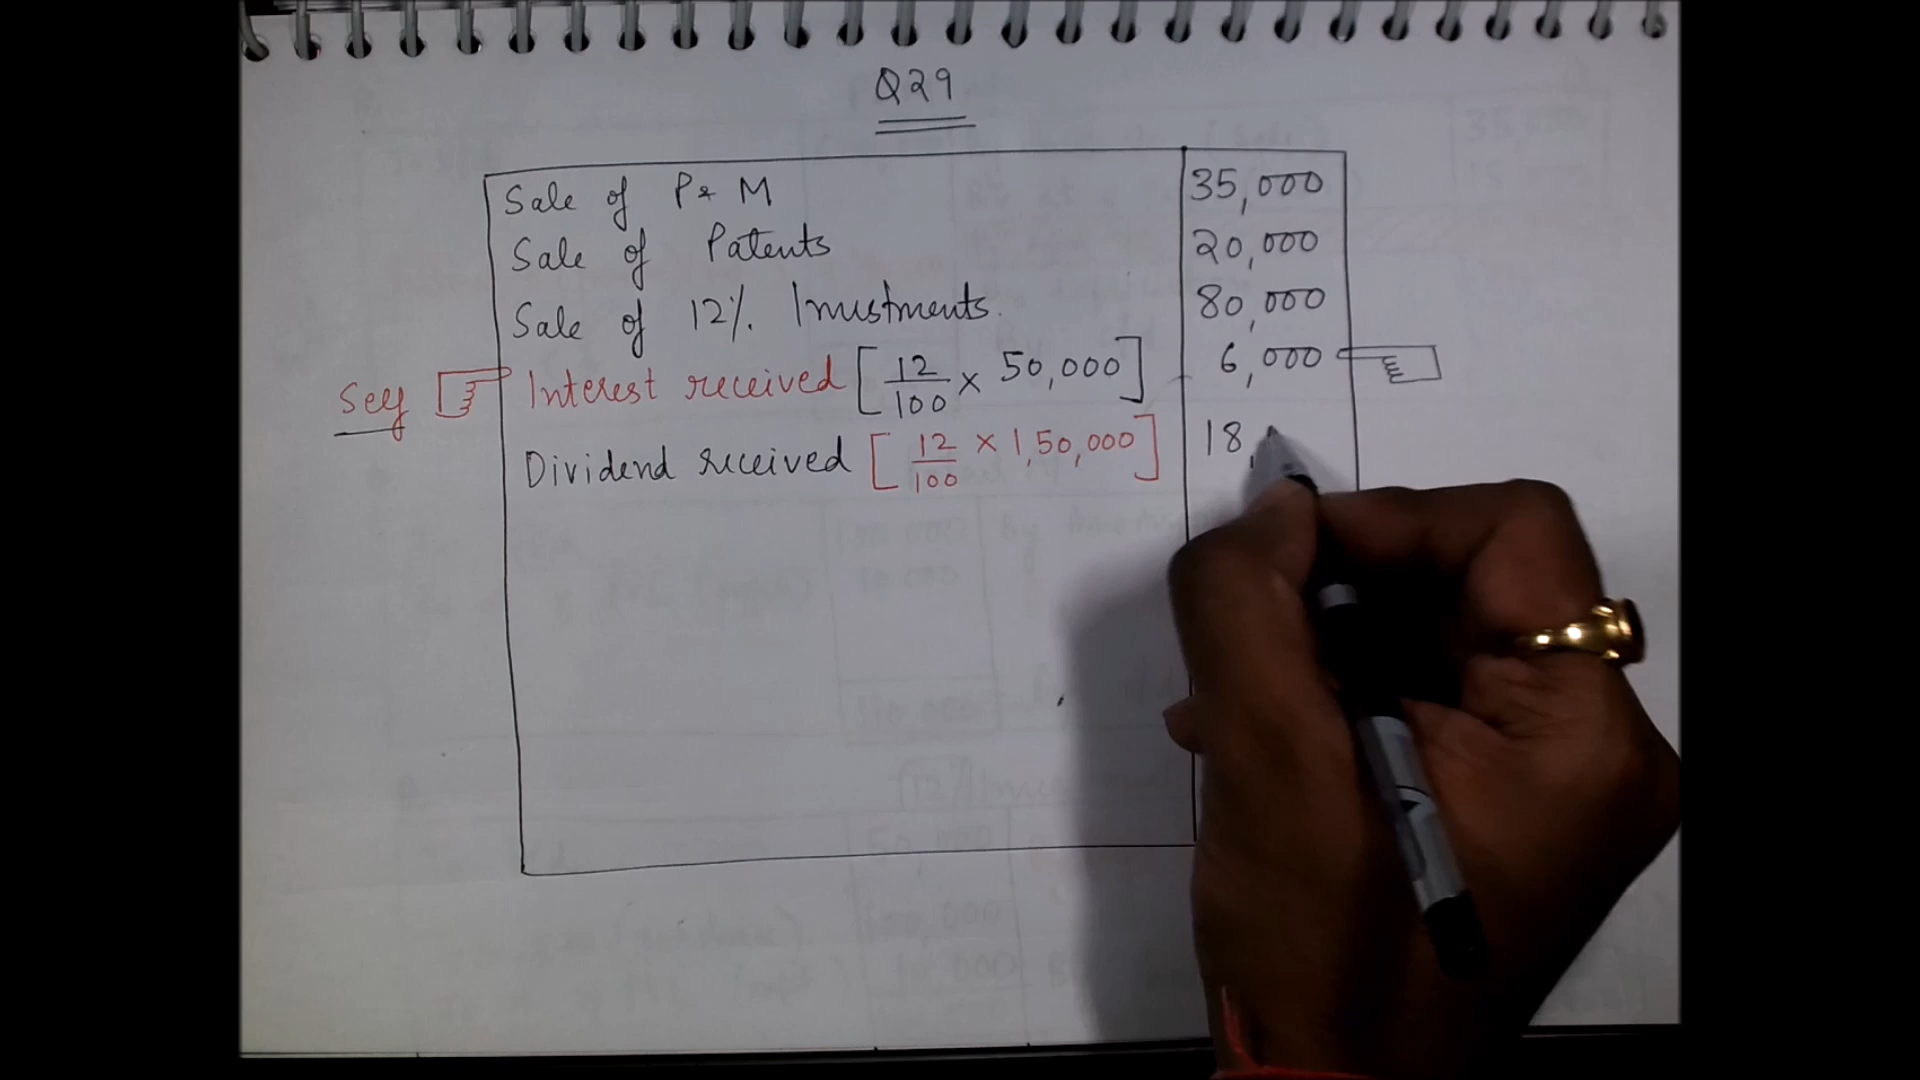 Q29
Sale of P & M 35,000
Sale of Patents 20,000
Sale of 12% Investments. 80,000
Self Interest received [12/100 × 50,000] 6,000
Dividend received [12/100 × 1,50,000] 18,